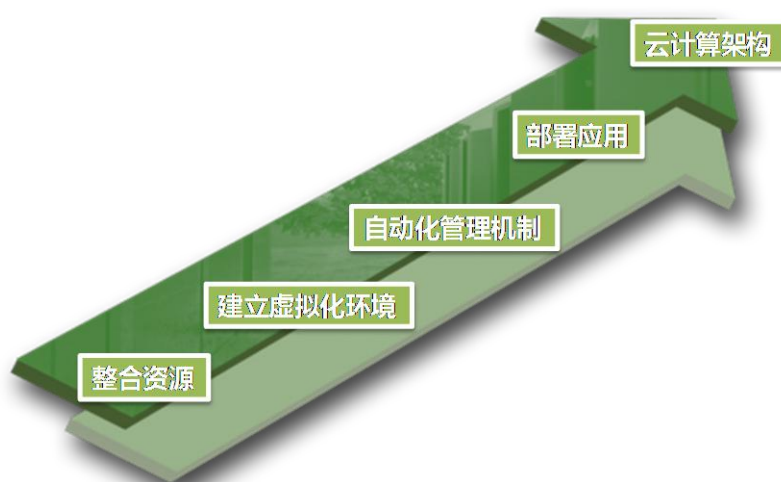 云计算架构
部署应用
自动化管理机制
建立虚拟化环境
整合资源